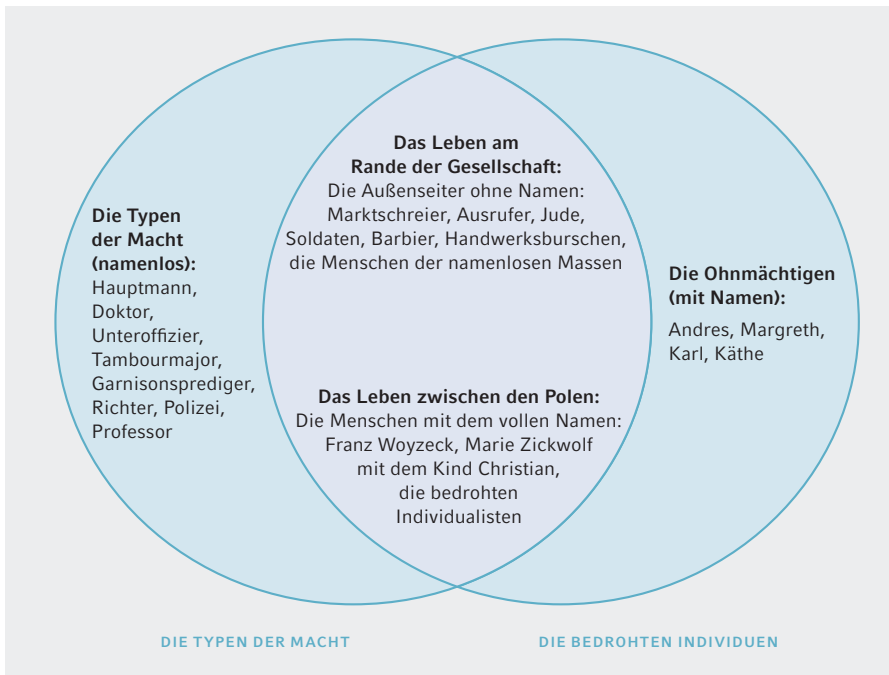 Die Typen
der Macht
(namenlos):
Hauptmann,
Doktor,
Unteroffizier,
Tambourmajor,
Garnisonsprediger,
Richter, Polizei,
Professor
Das Leben am
Rande der Gesellschaft:
Die Außenseiter ohne Namen:
Marktschreier, Ausrufer, Jude,
Soldaten, Barbier, Handwerksburschen,
die Menschen der namenlosen Massen
Das Leben zwischen den Polen:
Die Menschen mit dem vollen Namen:
Franz Woyzeck, Marie Zickwolf
mit dem Kind Christian,
die bedrohten
Individualisten
Die Ohnmächtigen
(mit Namen):
Andres, Margreth,
Karl, Käthe
DIE TYPEN DER MACHT
DIE BEDROHTEN INDIVIDUEN